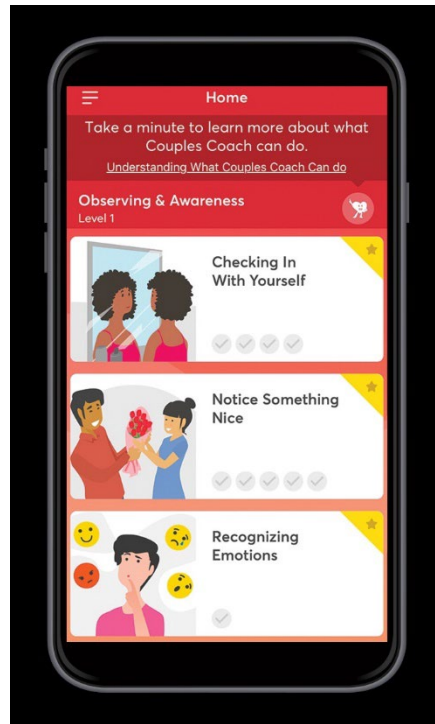 Home
Take a minute to learn more about what
Couples Coach can do.
Understanding What Couples Coach Can do
Observing & Awareness
Level 1
Checking In
With Yourself
Notice Something
Nice
Recognizing
Emotions